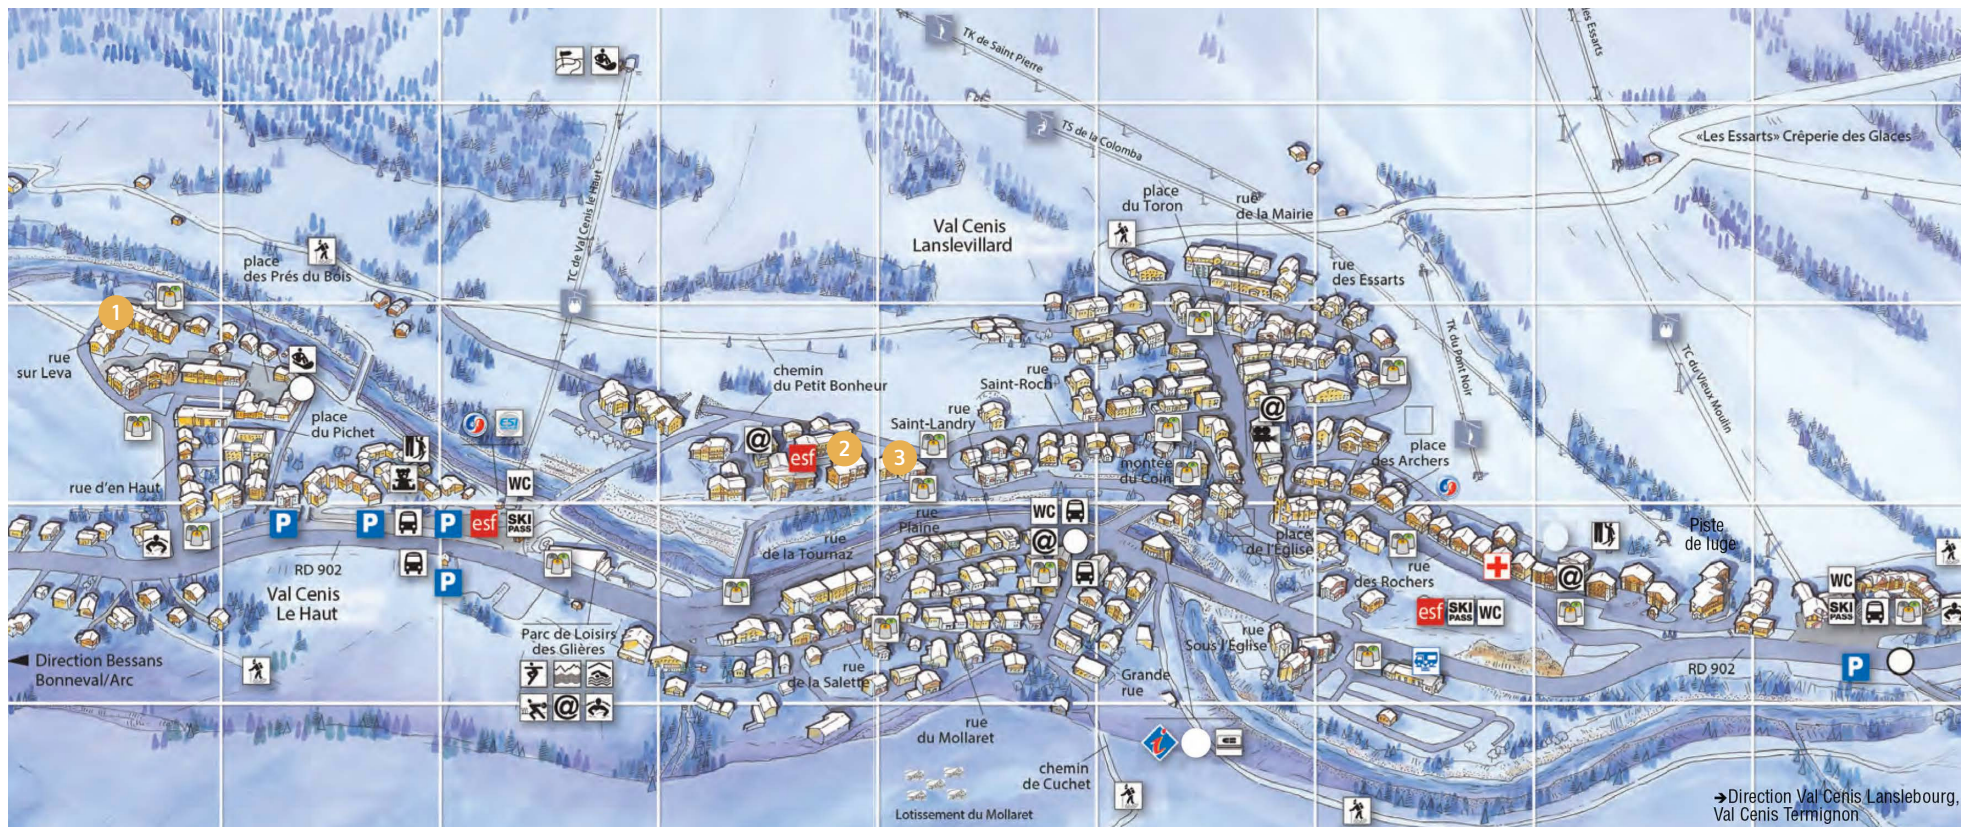 TK de Saint Pierre
les Essarts
TS de la Colomba
«Les Essarts» Crêperie des Glaces
TC de Val Cenis le Haut
place
du Toron
rue
de la Mairie
Val Cenis
Lanslevillard
place
des Prés du Bois
rue
des Essarts
1
rue
sur Leva
TK du Pont Noir
TC du Vieux Moulin
chemin
du Petit Bonheur
rue
Saint-Roch
rue
Saint-Landry
place
du Pichet
@
ESI
@
esf
2
3
place
des Archers
montée
du Coin
rue d'en Haut
WC
P
P
P
esf
SKI
PASS
rue
Plaine
WC
@
rue
de la Tournaz
place
de l'Église
Piste
de luge
RD 902
P
Val Cenis
Le Haut
rue
des Rochers
@
esf
SKI
PASS
WC
WC
SKI
PASS
Parc de Loisirs
des Glières
@
rue
Sous l'Église
Direction Bessans
Bonneval/Arc
rue
de la Salette
Grande
rue
RD 902
P
rue
du Mollaret
i
chemin
de Cuchet
Lotissement du Mollaret
➔Direction Val Cenis Lanslebourg,
Val Cenis Termignon